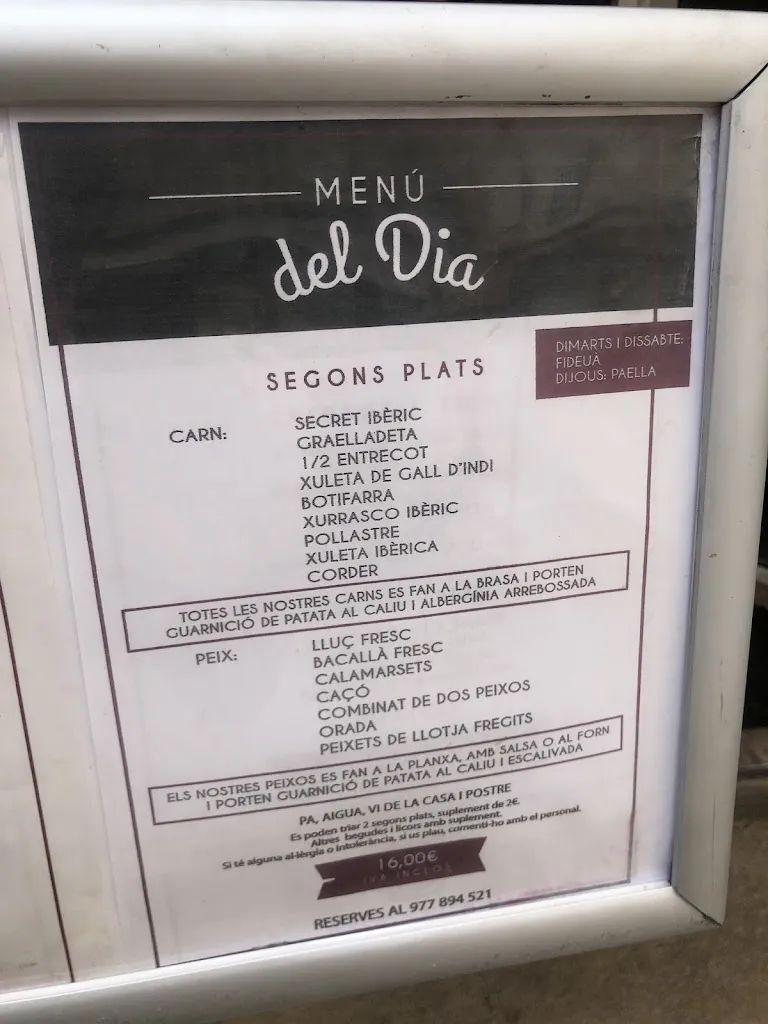 MENÚ
del Dia
DIMARTS I DISSABTE:
FIDEUÀ
DIJOUS: PAELLA
SEGONS PLATS
CARN:
SECRET IBÈRIC
GRAELLADETA
1/2 ENTRECOT
XULETA DE GALL D'INDI
BOTIFARRA
XURRASCO IBÈRIC
POLLASTRE
XULETA IBÈRICA
CORDER
TOTES LES NOSTRES CARNS ES FAN A LA BRASA I PORTEN
GUARNICIÓ DE PATATA AL CALIU I ALBERGÍNIA ARREBOSSADA
PEIX:
LLUÇ FRESC
BACALLÀ FRESC
CALAMARSETS
CAÇÓ
COMBINAT DE DOS PEIXOS
ORADA
PEIXETS DE LLOTJA FREGITS
ELS NOSTRES PEIXOS ES FAN A LA PLANXA, AMB SALSA O AL FORN
I PORTEN GUARNICIÓ DE PATATA AL CALIU I ESCALIVADA
PA, AIGUA, VI DE LA CASA I POSTRE
Es poden triar 2 segons plats, suplement de 2€.
Altres begudes i licors amb suplement.
Si té alguna al·lèrgia o intolerància, si us plau, comenti-ho amb el personal.
16,00€
IVA INCLÒS
RESERVES AL 977 894 521